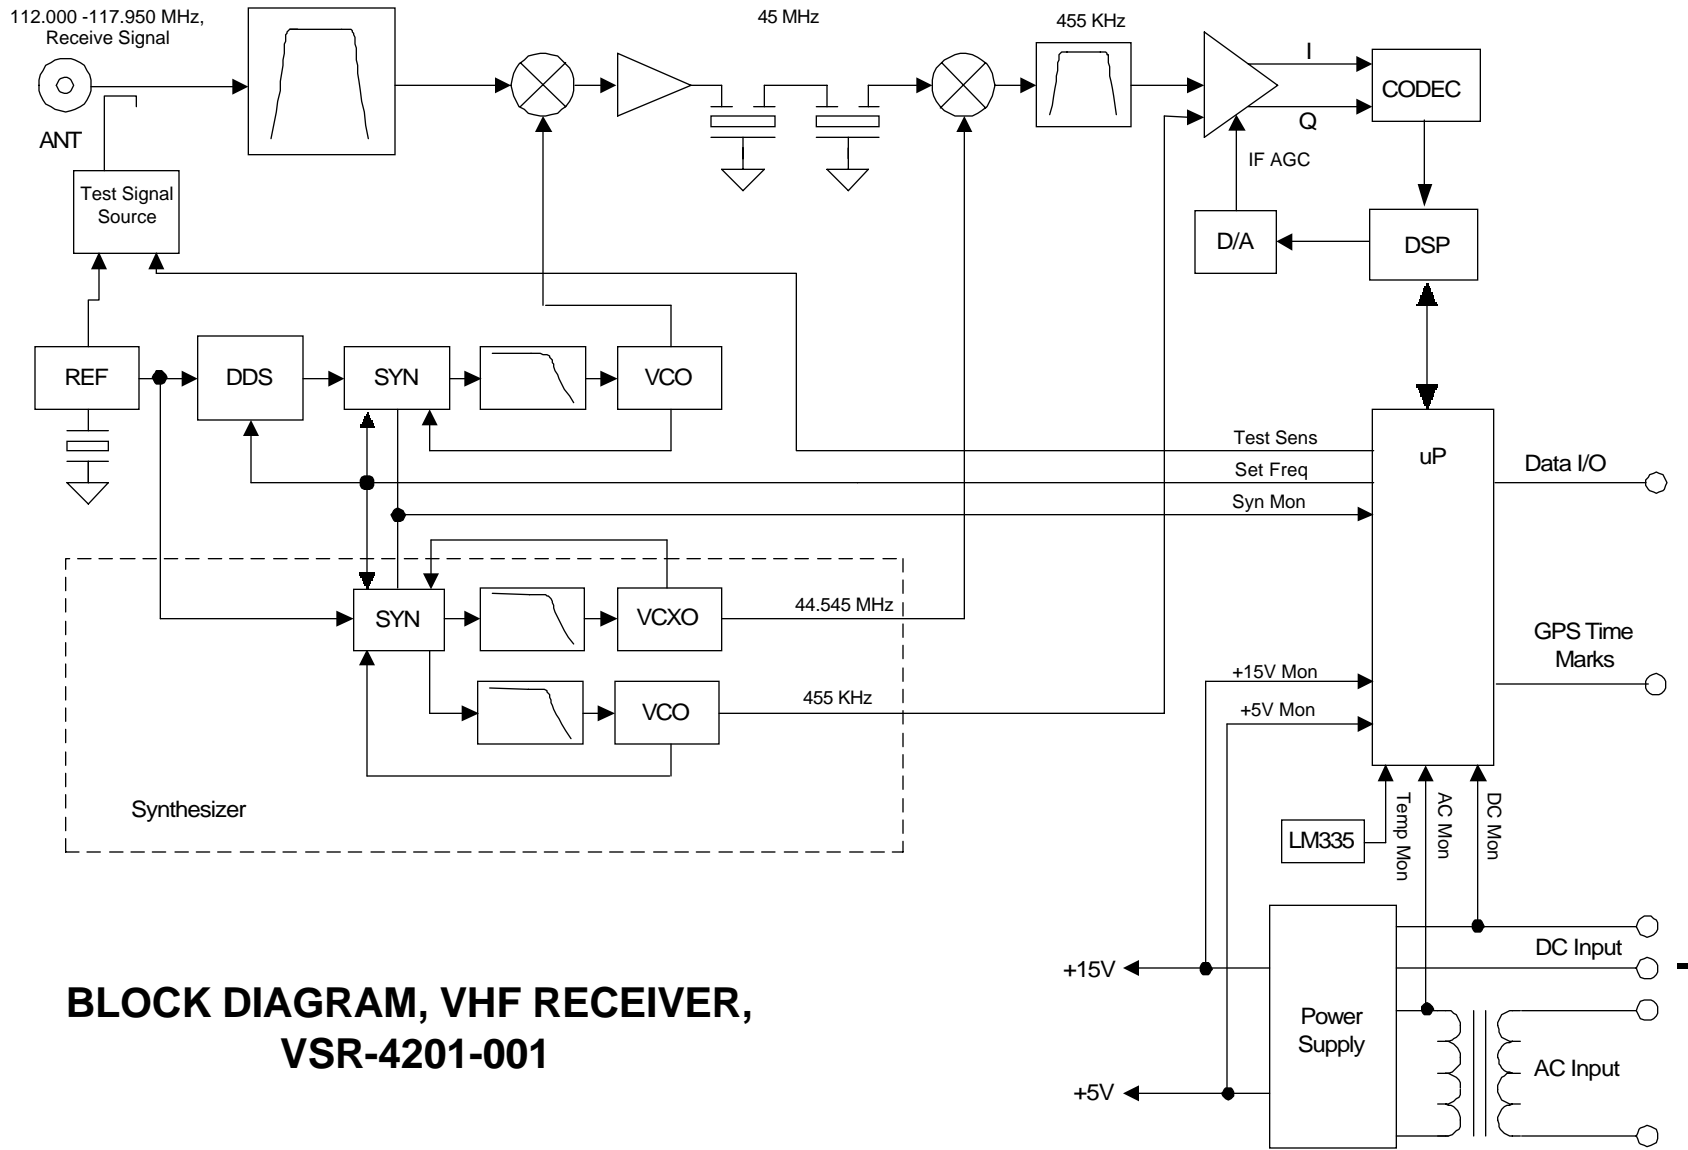 112.000 -117.950 MHz,
Receive Signal
45 MHz
455 KHz
I
CODEC
Q
ANT
IF AGC
Test Signal
Source
D/A
DSP
REF
DDS
SYN
VCO
Test Sens
uP
Data I/O
Set Freq
Syn Mon
SYN
VCXO
44.545 MHz
GPS Time
Marks
+15V Mon
VCO
455 KHz
+5V Mon
Synthesizer
LM335
Temp Mon
AC Mon
DC Mon
DC Input
+15V
-
BLOCK DIAGRAM, VHF RECEIVER,
VSR-4201-001
Power
Supply
AC Input
+5V